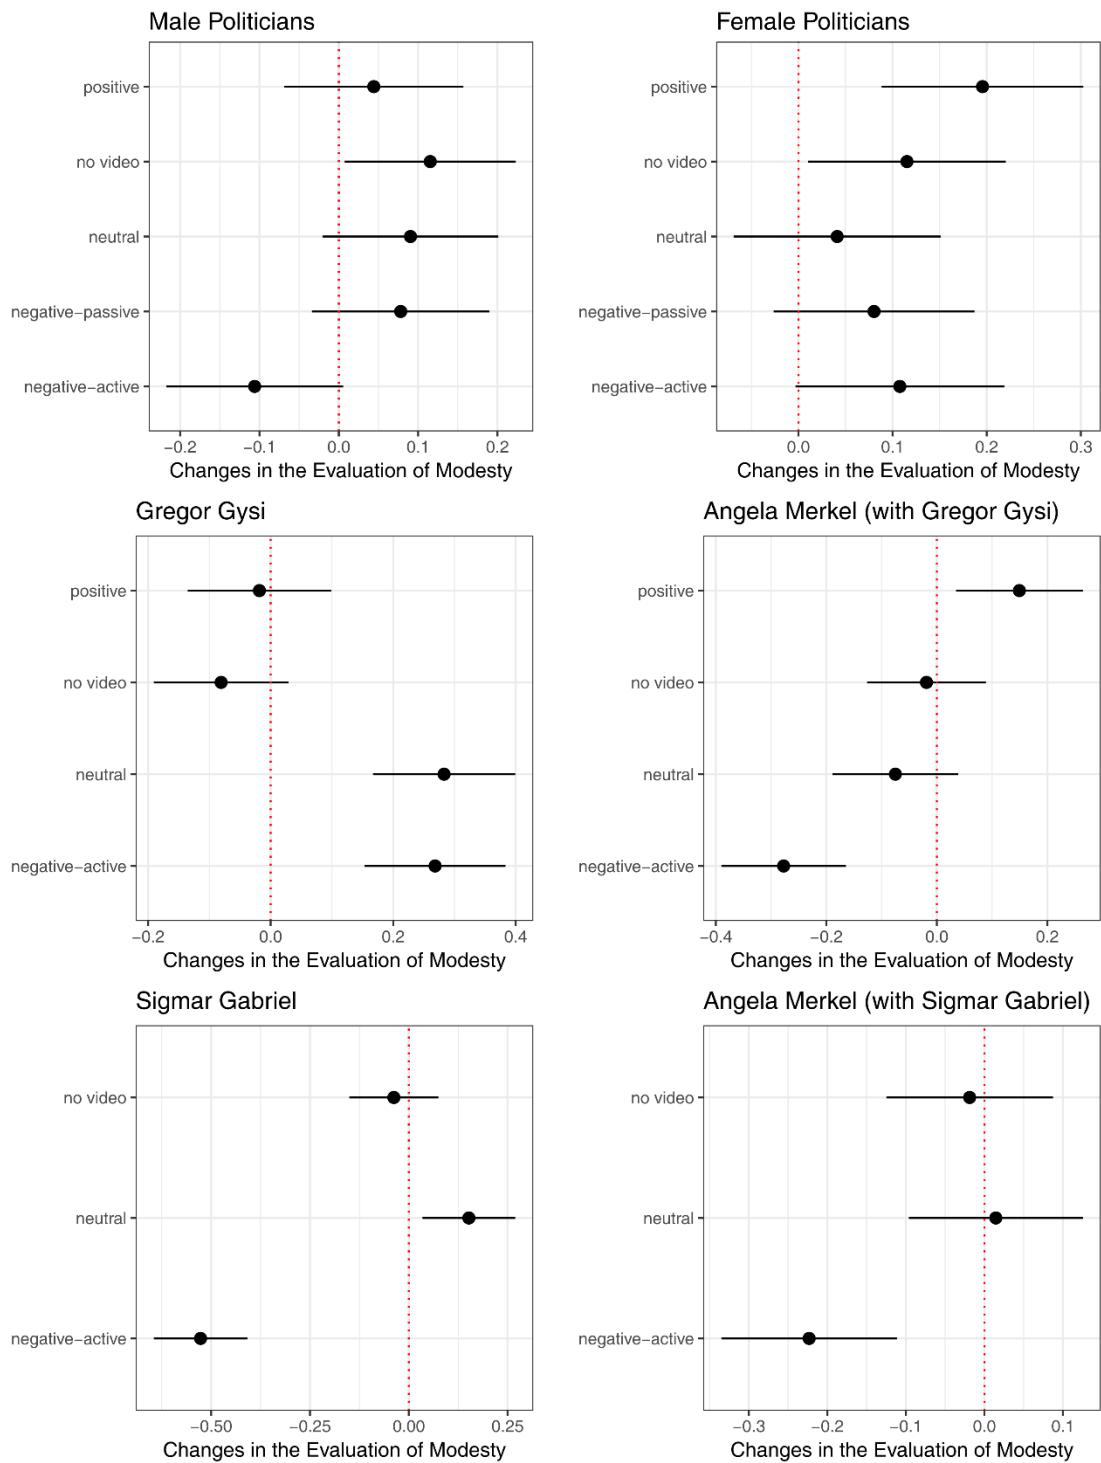 Male Politicians
positive
no video
neutral
negative−passive
negative−active
−0.2 −0.1 0.0 0.1 0.2
Changes in the Evaluation of Modesty
Female Politicians
positive
no video
neutral
negative−passive
negative−active
0.0 0.1 0.2 0.3
Changes in the Evaluation of Modesty
Gregor Gysi
positive
no video
neutral
negative−active
−0.2 0.0 0.2 0.4
Changes in the Evaluation of Modesty
Angela Merkel (with Gregor Gysi)
positive
no video
neutral
negative−active
−0.4 −0.2 0.0 0.2
Changes in the Evaluation of Modesty
Sigmar Gabriel
no video
neutral
negative−active
−0.50 −0.25 0.00 0.25
Changes in the Evaluation of Modesty
Angela Merkel (with Sigmar Gabriel)
no video
neutral
negative−active
−0.3 −0.2 −0.1 0.0 0.1
Changes in the Evaluation of Modesty